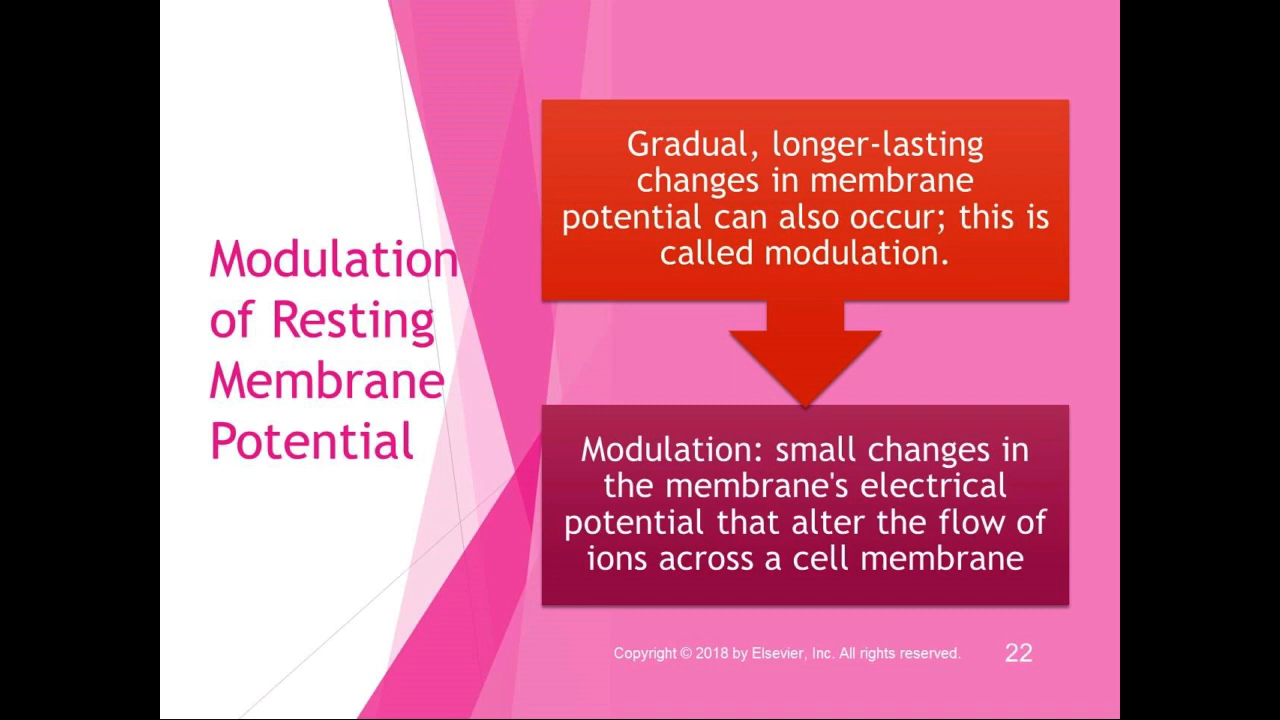 Modulation
of Resting
Membrane
Potential
Gradual, longer-lasting
changes in membrane
potential can also occur; this is
called modulation.
Modulation: small changes in
the membrane's electrical
potential that alter the flow of
ions across a cell membrane
Copyright © 2018 by Elsevier, Inc. All rights reserved.
22